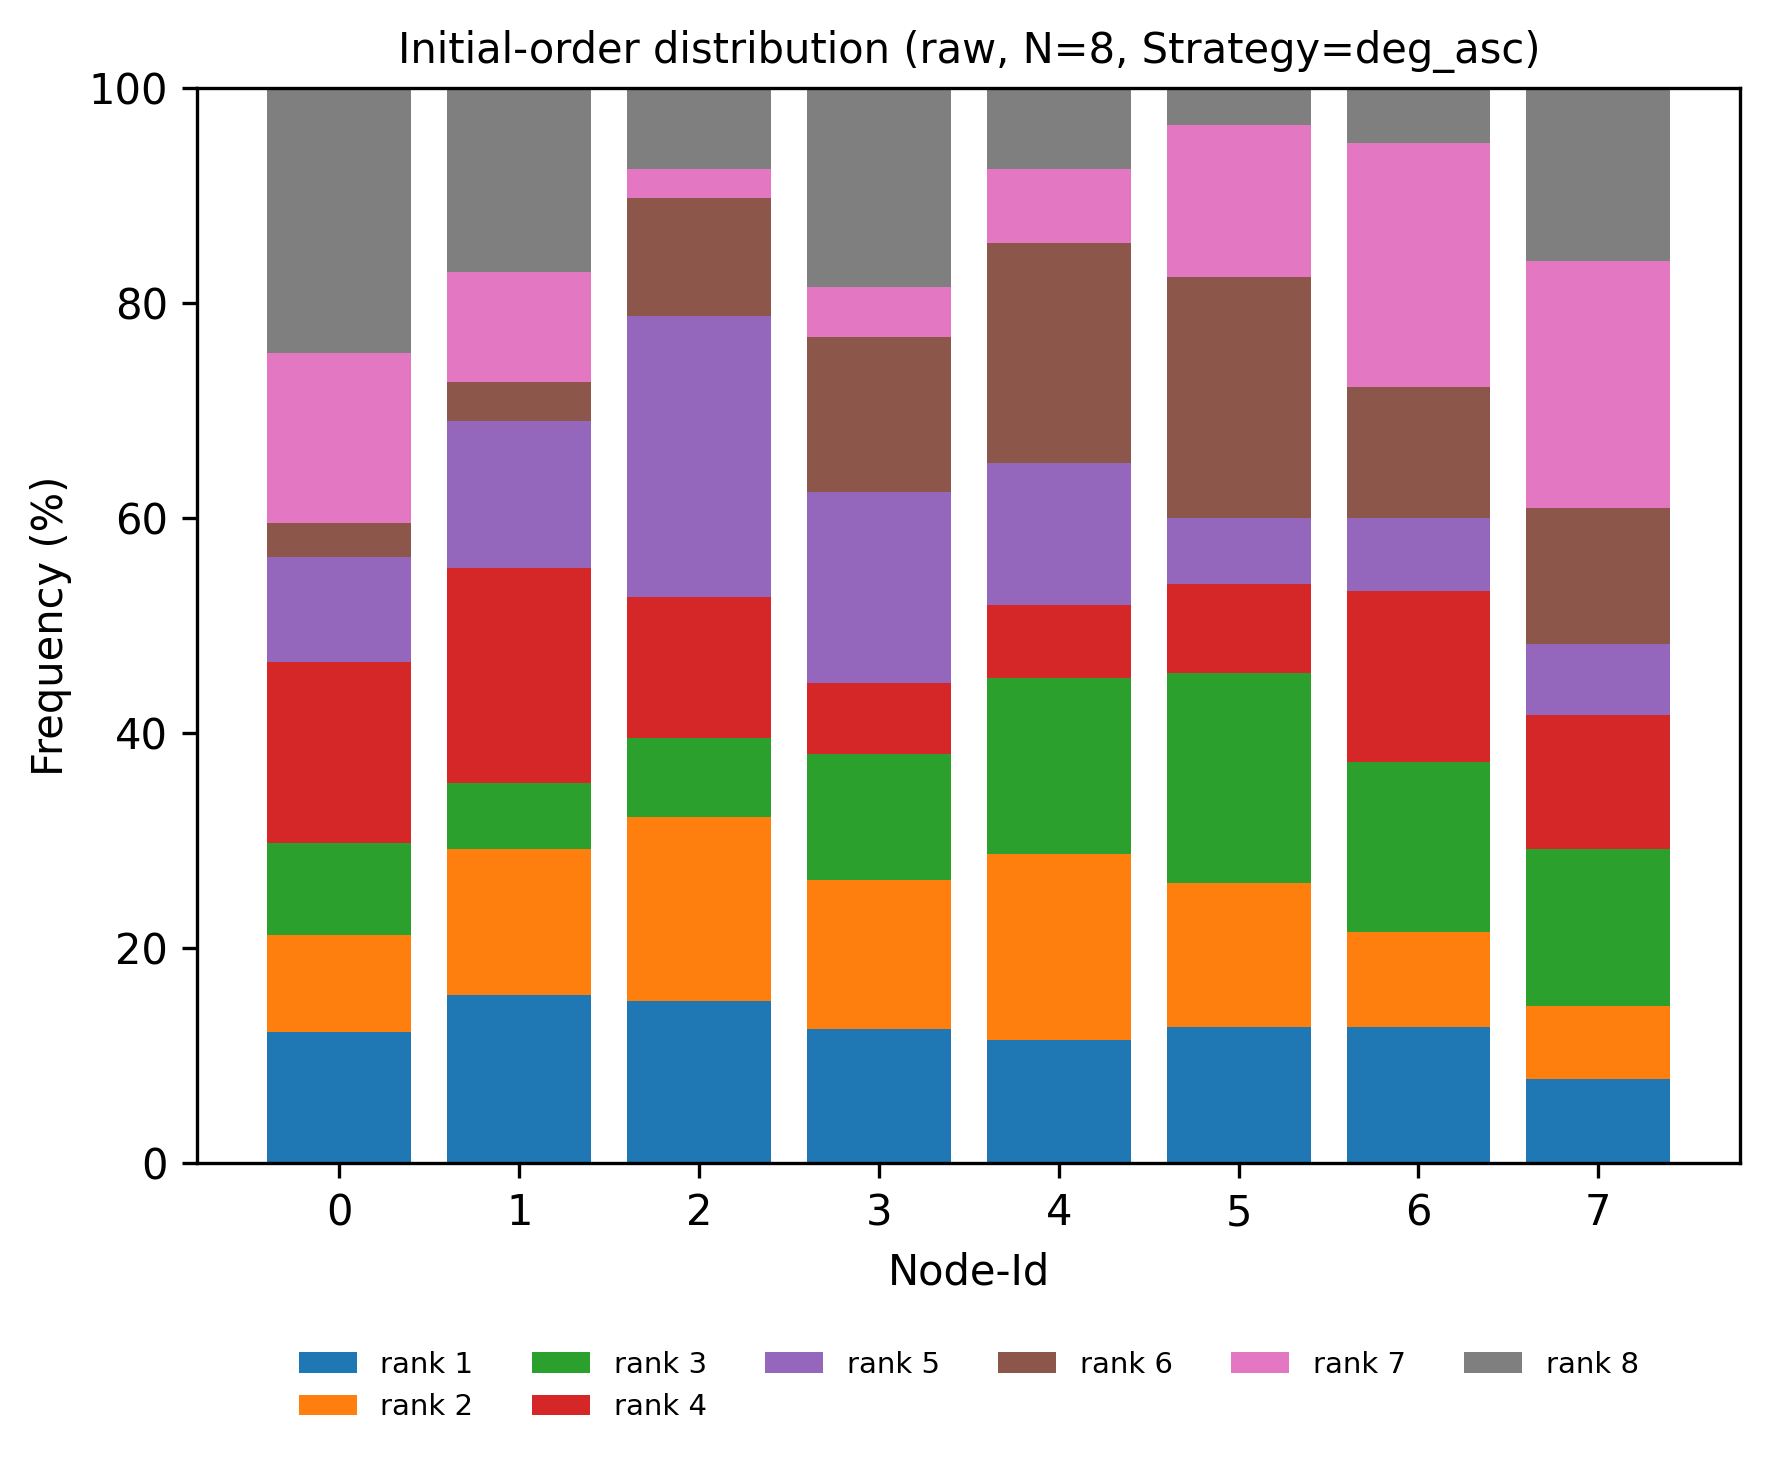 Initial-order distribution (raw, N=8, Strategy=deg_asc)
100
80
60
40
20
0
Frequency (%)
0 1 2 3 4 5 6 7
Node-Id
rank 1 rank 3 rank 5 rank 6 rank 7 rank 8
rank 2 rank 4